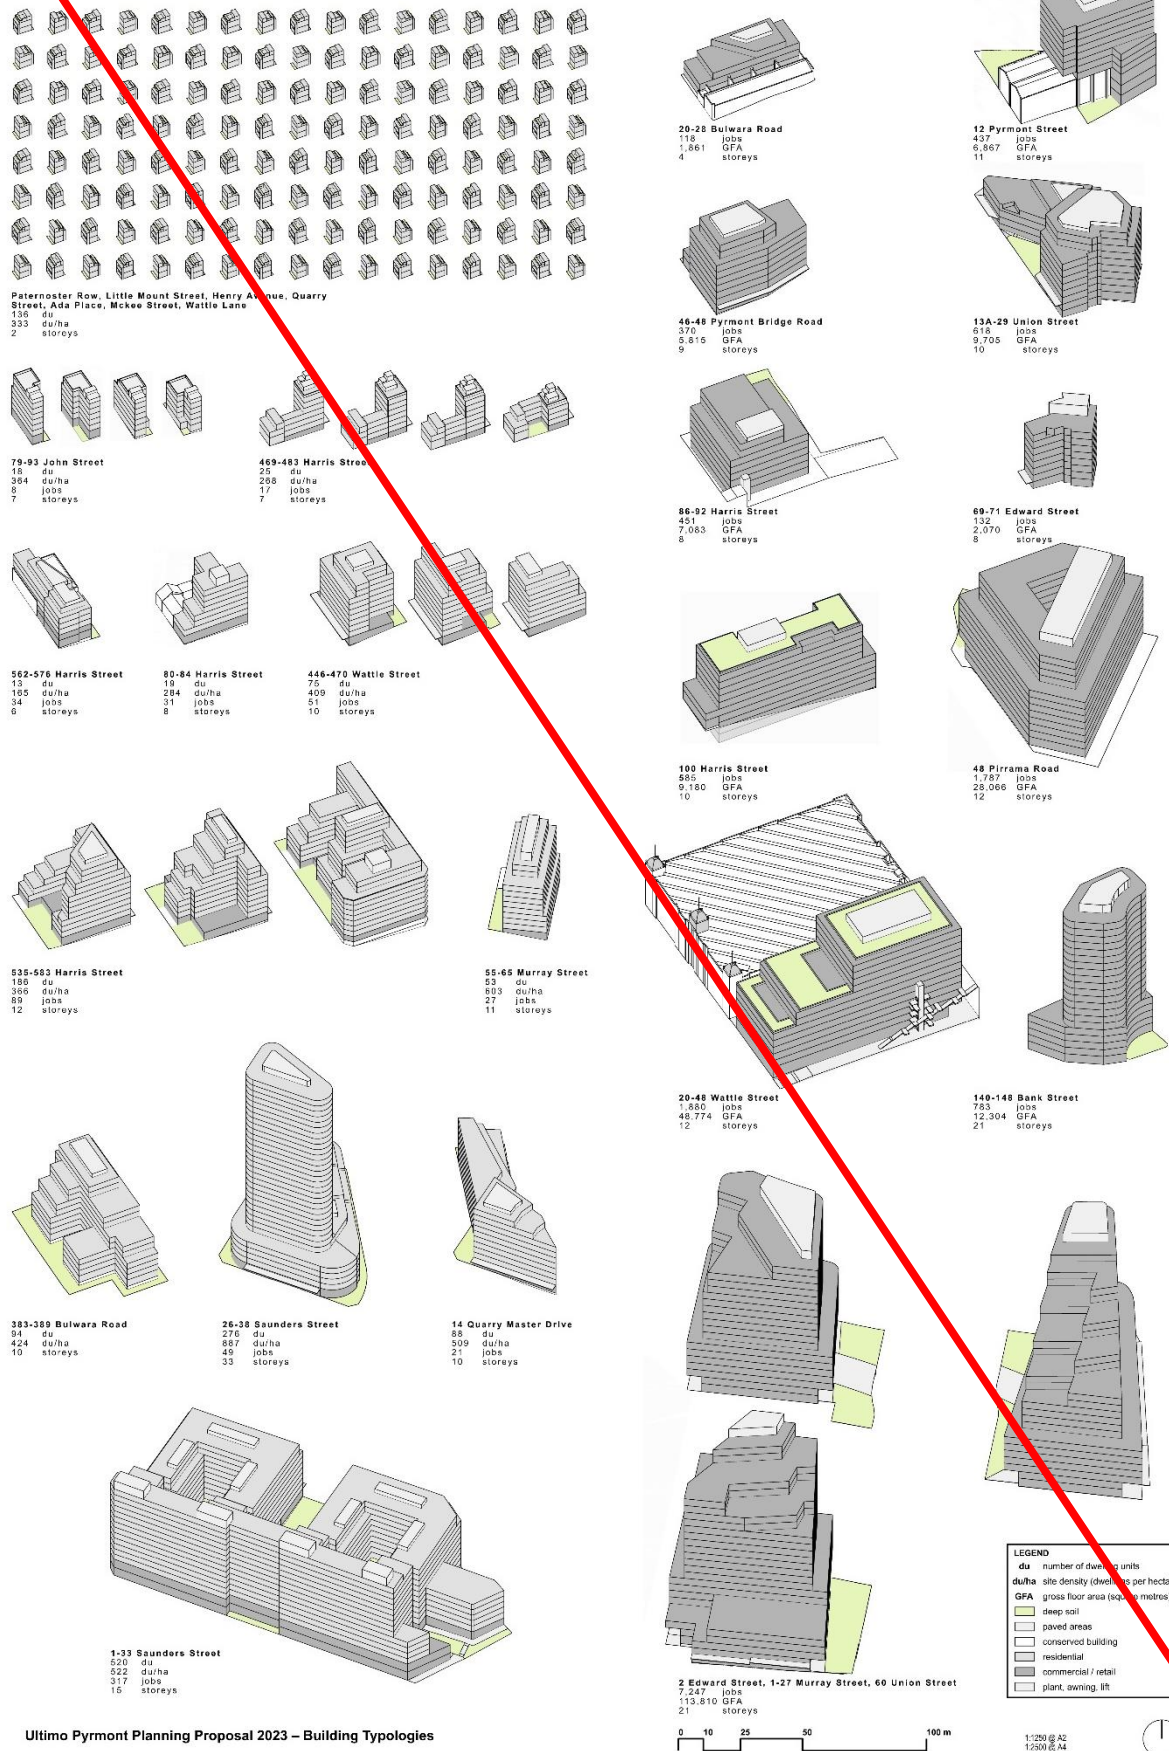 Paternoster Row, Little Mount Street, Henry Avenue, Quarry
Street, Ada Place, Mckee Street, Wattle Lane
136 du
333 du/ha
2 storeys
79-93 John Street
18 du
364 du/ha
8 jobs
7 storeys
469-483 Harris Street
25 du
268 du/ha
17 jobs
7 storeys
562-576 Harris Street
13 du
165 du/ha
34 jobs
6 storeys
80-84 Harris Street
19 du
284 du/ha
31 jobs
8 storeys
446-470 Wattle Street
75 du
409 du/ha
51 jobs
10 storeys
535-583 Harris Street
186 du
366 du/ha
89 jobs
12 storeys
55-65 Murray Street
53 du
603 du/ha
27 jobs
11 storeys
383-389 Bulwara Road
94 du
424 du/ha
10 storeys
26-38 Saunders Street
276 du
887 du/ha
49 jobs
33 storeys
14 Quarry Master Drive
88 du
509 du/ha
21 jobs
10 storeys
1-33 Saunders Street
520 du
522 du/ha
317 jobs
15 storeys
20-28 Bulwara Road
118 jobs
1,861 GFA
4 storeys
12 Pyrmont Street
437 jobs
6,867 GFA
11 storeys
46-48 Pyrmont Bridge Road
370 jobs
5,815 GFA
9 storeys
13A-29 Union Street
618 jobs
9,705 GFA
10 storeys
86-92 Harris Street
451 jobs
7,083 GFA
8 storeys
69-71 Edward Street
132 jobs
2,070 GFA
8 storeys
100 Harris Street
585 jobs
9,180 GFA
10 storeys
48 Pirrama Road
1,787 jobs
28,066 GFA
12 storeys
20-48 Wattle Street
1,880 jobs
48,774 GFA
12 storeys
140-148 Bank Street
783 jobs
12,304 GFA
21 storeys
2 Edward Street, 1-27 Murray Street, 60 Union Street
7,247 jobs
113,810 GFA
21 storeys
LEGEND
du number of dwelling units
du/ha site density (dwellings per hecta
GFA gross floor area (square metres)
deep soil
paved areas
conserved building
residential
commercial / retail
plant, awning, lift
Ultimo Pyrmont Planning Proposal 2023 – Building Typologies
0 10 25 50 100 m
1:1250 @ A2
1:2500 @ A4